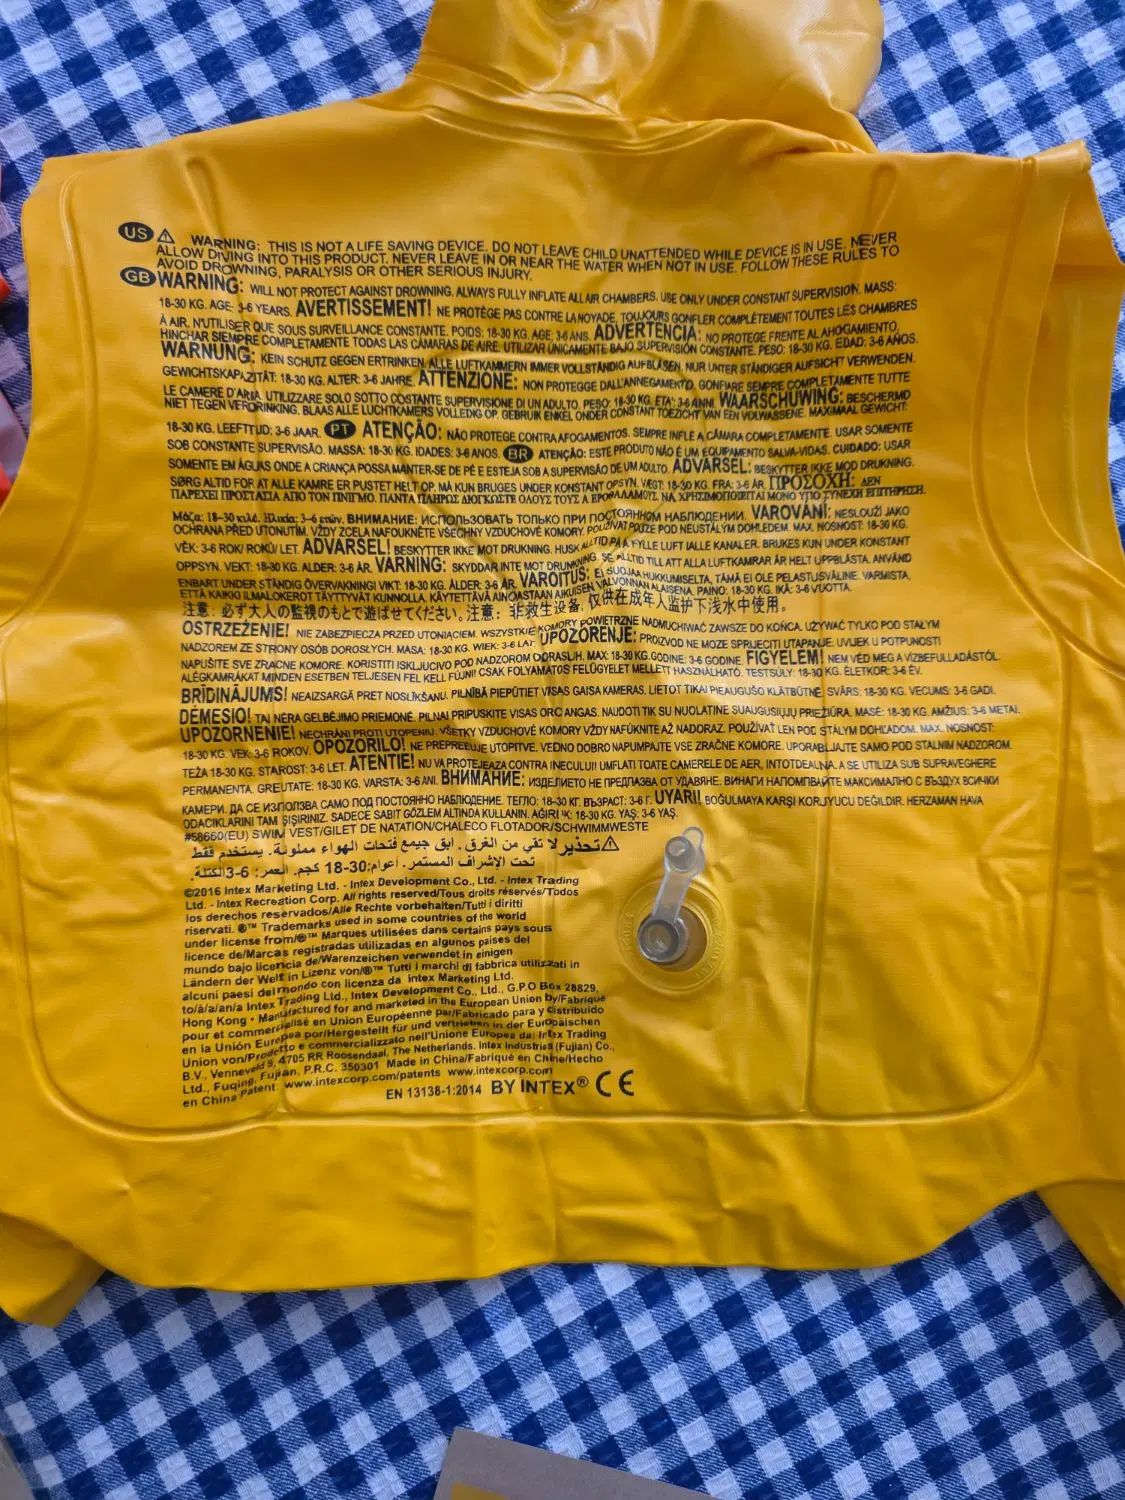 US ⚠ WARNING: THIS IS NOT A LIFE SAVING DEVICE. DO NOT LEAVE CHILD UNATTENDED WHILE DEVICE IS IN USE. NEVER
ALLOW DIVING INTO THIS PRODUCT. NEVER LEAVE IN OR NEAR THE WATER WHEN NOT IN USE. FOLLOW THESE RULES TO
AVOID DROWNING, PARALYSIS OR OTHER SERIOUS INJURY.
GB WARNING: WILL NOT PROTECT AGAINST DROWNING. ALWAYS FULLY INFLATE ALL AIR CHAMBERS. USE ONLY UNDER CONSTANT SUPERVISION. MASS:
18-30 KG. AGE: 3-6 YEARS. AVERTISSEMENT! NE PROTÈGE PAS CONTRE LA NOYADE. TOUJOURS GONFLER COMPLÈTEMENT TOUTES LES CHAMBRES
À AIR. N'UTILISER QUE SOUS SURVEILLANCE CONSTANTE. POIDS: 18-30 KG. AGE: 3-6 ANS. ADVERTENCIA: NO PROTEGE FRENTE AL AHOGAMIENTO.
HINCHAR SIEMPRE COMPLETAMENTE TODAS LAS CÁMARAS DE AIRE. UTILIZAR ÚNICAMENTE BAJO SUPERVISIÓN CONSTANTE. PESO: 18-30 KG. EDAD: 3-6 AÑOS.
WARNUNG: KEIN SCHUTZ GEGEN ERTRINKEN. ALLE LUFTKAMMERN IMMER VOLLSTÄNDIG AUFBLASEN. NUR UNTER STÄNDIGER AUFSICHT VERWENDEN.
GEWICHTSKAPAZITÄT: 18-30 KG. ALTER: 3-6 JAHRE. ATTENZIONE: NON PROTEGGE DALL'ANNEGAMENTO. GONFIARE SEMPRE COMPLETAMENTE TUTTE
LE CAMERE D'ARIA. UTILIZZARE SOLO SOTTO COSTANTE SUPERVISIONE DI UN ADULTO. PESO: 18-30 KG. ETA': 3-6 ANNI. WAARSCHUWING: BESCHERMD
NIET TEGEN VERDRINKING. BLAAS ALLE LUCHTKAMERS VOLLEDIG OP. GEBRUIK ENKEL ONDER CONSTANT TOEZICHT VAN EEN VOLWASSENE. MAXIMAAL GEWICHT:
18-30 KG. LEEFTIJD: 3-6 JAAR. PT ATENÇÃO: NÃO PROTEGE CONTRA AFOGAMENTOS. SEMPRE INFLE A CÂMARA COMPLETAMENTE. USAR SOMENTE
SOB CONSTANTE SUPERVISÃO. MASSA: 18-30 KG. IDADES: 3-6 ANOS. BR ATENÇÃO: ESTE PRODUTO NÃO É UM EQUIPAMENTO SALVA-VIDAS. CUIDADO: USAR
SOMENTE EM ÁGUAS ONDE A CRIANÇA POSSA MANTER-SE DE PÉ E ESTEJA SOB A SUPERVISÃO DE UM ADULTO. ADVARSEL: BESKYTTER IKKE MOD DRUKNING.
SØRG ALTID FOR AT ALLE KAMRE ER PUSTET HELT OP. MÅ KUN BRUGES UNDER KONSTANT OPSYN. VÆGT: 18-30 KG. FRA: 3-6 ÅR. ΠΡΟΣΟΧΗ: ΔΕΝ
ΠΑΡΕΧΕΙ ΠΡΟΣΤΑΣΙΑ ΑΠΟ ΤΟΝ ΠΝΙΓΜΟ. ΠΑΝΤΑ ΠΛΗΡΩΣ ΔΙΟΓΚΩΣΤΕ ΟΛΟΥΣ ΤΟΥΣ ΑΕΡΟΘΑΛΑΜΟΥΣ. ΝΑ ΧΡΗΣΙΜΟΠΟΙΕΙΤΑΙ ΜΟΝΟ ΥΠΟ ΣΥΝΕΧΗ ΕΠΙΤΗΡΗΣΗ.
Μάζα: 18-30 κιλά. Ηλικία: 3-6 ετών. ВНИМАНИЕ: ИСПОЛЬЗОВАТЬ ТОЛЬКО ПРИ ПОСТОЯННОМ НАБЛЮДЕНИИ. VAROVÁNÍ: NESLOUŽÍ JAKO
OCHRANA PŘED UTONUTÍM. VŽDY ZCELA NAFOUKNĚTE VŠECHNY VZDUCHOVÉ KOMORY. POUŽÍVAT POUZE POD NEUSTÁLÝM DOHLEDEM. MAX. NOSNOST: 18-30 KG.
VĚK: 3-6 ROK/ ROKŮ/ LET. ADVARSEL! BESKYTTER IKKE MOT DRUKNING. HUSK ALLTID PÅ Å FYLLE LUFT I ALLE KANALER. BRUKES KUN UNDER KONSTANT
OPPSYN. VEKT: 18-30 KG. ALDER: 3-6 ÅR. VARNING: SKYDDAR INTE MOT DRUNKNING. SE ALLTID TILL ATT ALLA LUFTKAMRAR ÄR HELT UPPBLÅSTA. ANVÄND
ENBART UNDER STÄNDIG ÖVERVAKNING! VIKT: 18-30 KG. ÅLDER: 3-6 ÅR. VAROITUS: EI SUOJAA HUKKUMISELTA, TÄMÄ EI OLE PELASTUSVÄLINE. VARMISTA,
ETTÄ KAIKKI ILMALOKEROT TÄYTTYVÄT KUNNOLLA. KÄYTETTÄVÄ AINOASTAAN AIKUISEN VALVONNAN ALAISENA. PAINO: 18-30 KG. IKÄ: 3-6 VUOTTA.
注意: 必ず大人の監視のもとで遊ばせてください。注意: 非救生设备, 仅供在成年人监护下浅水中使用。
OSTRZEŻENIE! NIE ZABEZPIECZA PRZED UTONIĘCIEM. WSZYSTKIE KOMORY POWIETRZNE NADMUCHIWAĆ ZAWSZE DO KOŃCA. UŻYWAĆ TYLKO POD STAŁYM
NADZOREM ZE STRONY OSÓB DOROSŁYCH. MASA: 18-30 KG. WIEK: 3-6 LAT. UPOZORENJE: PROIZVOD NE MOZE SPRIJECITI UTAPANJE. UVIJEK U POTPUNOSTI
NAPUŠITE SVE ZRACNE KOMORE. KORISTITI ISKLJUCIVO POD NADZOROM ODRASLIH. MAX: 18-30 KG. GODINE: 3-6 GODINE. FIGYELEM! NEM VÉD MEG A VÍZBEFULLADÁSTÓL.
ALÉGKAMRÁKAT MINDEN ESETBEN TELJESEN FEL KELL FÚJNI! CSAK FOLYAMATOS FELÜGYELET MELLETT HASZNÁLHATÓ. TESTSÚLY: 18-30 KG. ÉLETKOR: 3-6 ÉV.
BRĪDINĀJUMS! NEAIZSARGĀ PRET NOSLĪKŠANU. PILNĪBĀ PIEPŪTIET VISAS GAISA KAMERAS. LIETOT TIKAI PIEAUGUŠO KLĀTBŪTNĒ. SVARS: 18-30 KG. VECUMS: 3-6 GADI.
DĖMESIO! TAI NĖRA GELBĖJIMO PRIEMONĖ. PILNAI PRIPUSKITE VISAS ORO ANGAS. NAUDOTI TIK SU NUOLATINE SUAUGUSIŲJŲ PRIEŽIŪRA. MASĖ: 18-30 KG. AMŽIUS: 3-6 METAI.
UPOZORNENIE! NECHRÁNI PROTI UTOPENIU. VŠETKY VZDUCHOVÉ KOMORY VŽDY NAFÚKNITE AŽ NADORAZ. POUŽÍVAŤ LEN POD STÁLYM DOHĽADOM. MAX. NOSNOSŤ:
18-30 KG. VEK: 3-6 ROKOV. OPOZORILO! NE PREPREČUJE UTOPITVE. VEDNO DOBRO NAPUMPAJTE VSE ZRAČNE KOMORE. UPORABLJAJTE SAMO POD STALNIM NADZOROM.
TEŽA 18-30 KG. STAROST: 3-6 LET. ATENTIE! NU VA PROTEJEAZA CONTRA INECULUI! UMFLATI TOATE CAMERELE DE AER, INTOTDEAUNA. A SE UTILIZA SUB SUPRAVEGHERE
PERMANENTA. GREUTATE: 18-30 KG. VARSTA: 3-6 ANI. ВНИМАНИЕ: ИЗДЕЛИЕТО НЕ ПРЕДПАЗВА ОТ УДАВЯНЕ. ВИНАГИ НАПОМПВАЙТЕ МАКСИМАЛНО С ВЪЗДУХ ВСИЧКИ
КАМЕРИ. ДА СЕ ИЗПОЛЗВА САМО ПОД ПОСТОЯННО НАБЛЮДЕНИЕ. ТЕГЛО: 18-30 КГ. ВЪЗРАСТ: 3-6 Г. UYARI! BOĞULMAYA KARŞI KORUYUCU DEĞİLDİR. HERZAMAN HAVA
ODACIKLARINI TAM ŞİŞİRİNİZ. SADECE SABİT GÖZLEM ALTINDA KULLANIN. AĞIRLIK: 18-30 KG. YAŞ: 3-6 YAŞ.
#58660(EU) SWIM VEST/GILET DE NATATION/CHALECO FLOTADOR/SCHWIMMWESTE
⚠تحذير: لا تقي من الغرق. ابق جميع فتحات الهواء مملوئة. يستخدم فقط
تحت الإشراف المستمر. اعوام:30-18 كجم. العمر: 6-3الكتلة.
©2016 Intex Marketing Ltd. - Intex Development Co., Ltd. - Intex Trading
Ltd. - Intex Recreation Corp. All rights reserved/Tous droits réservés/Todos
los derechos reservados/Alle Rechte vorbehalten/Tutti i diritti
riservati. ®™ Trademarks used in some countries of the world
under license from/®™ Marques utilisées dans certains pays sous
licence de/Marcas registradas utilizadas en algunos países del
mundo bajo licencia de/Warenzeichen verwendet in einigen
Ländern der Welt in Lizenz von/®™ Tutti i marchi di fabbrica utilizzati in
alcuni paesi del mondo con licenza da Intex Marketing Ltd.
to/à/a/an/a Intex Trading Ltd., Intex Development Co., Ltd., G.P.O Box 28829,
Hong Kong • Manufactured for and marketed in the European Union by/Fabriqué
pour et commercialisé en Union Européenne par/Fabricado para y distribuido
en la Unión Europea por/Hergestellt für und vertrieben in der Europäischen
Union von/Prodotto e commercializzato nell'Unione Europea da: Intex Trading
B.V., Venneveld 9, 4705 RR Roosendaal, The Netherlands. Intex Industries (Fujian) Co.,
Ltd., Fuqing, Fujian, P.R.C. 350301 Made in China/Fabriqué en Chine/Hecho
en China Patent: www.intexcorp.com/patents www.intexcorp.com
EN 13138-1:2014 BY INTEX® CE